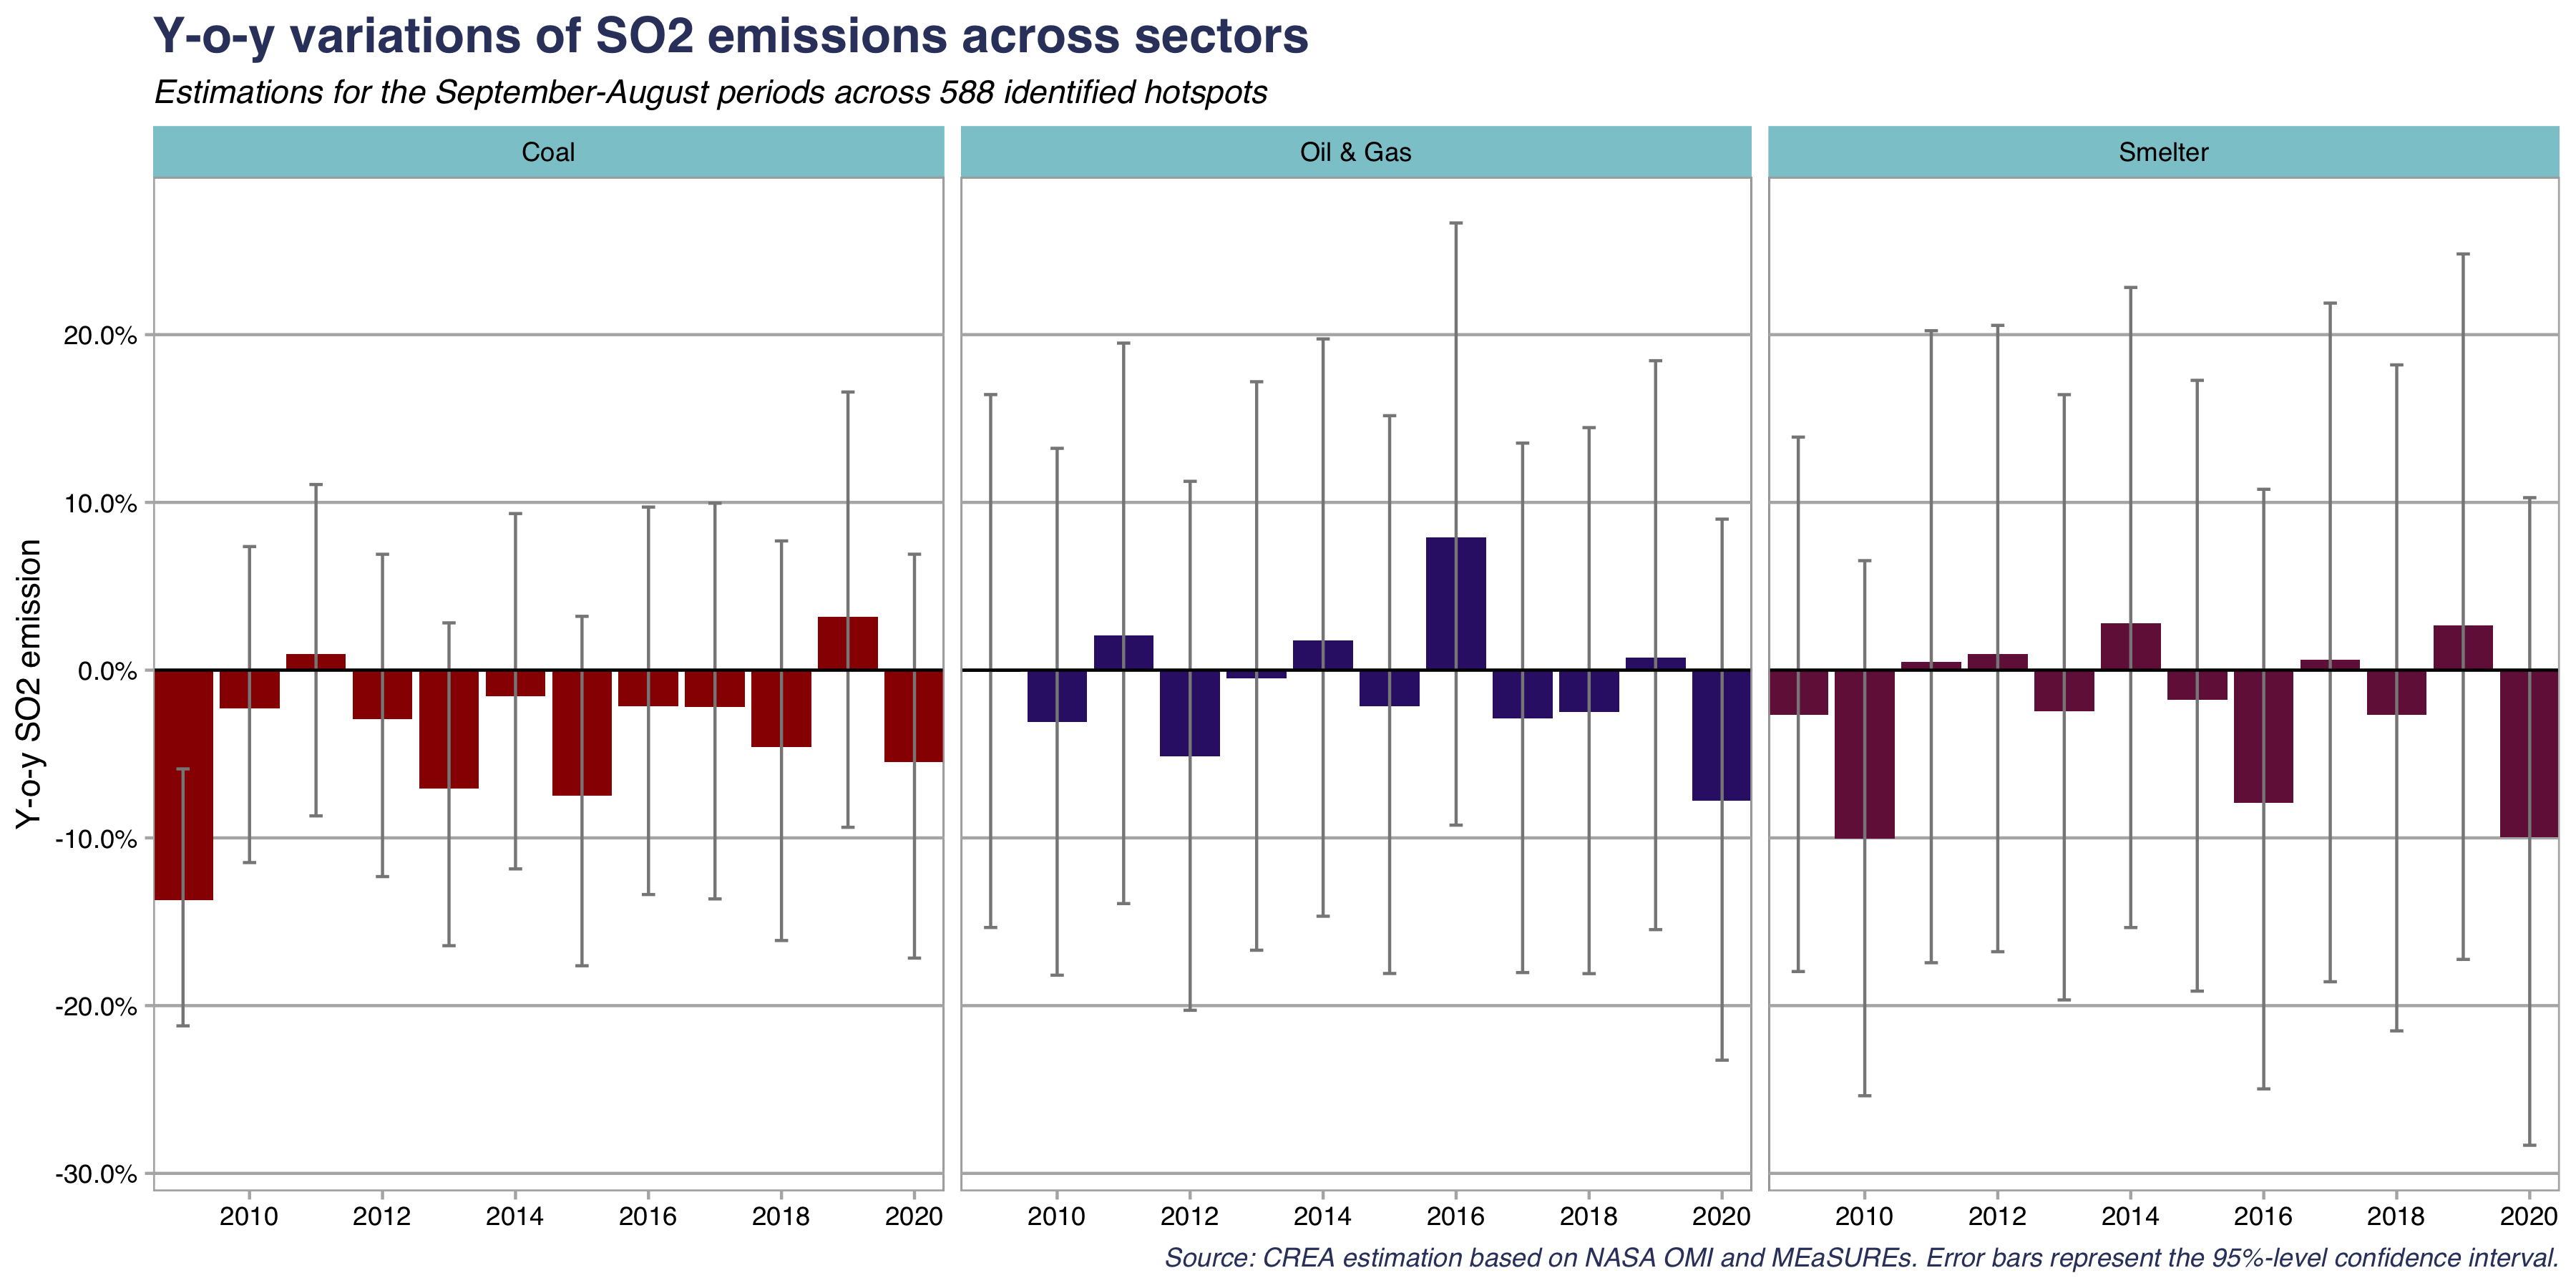 Y-o-y variations of SO2 emissions across sectors
Estimations for the September-August periods across 588 identified hotspots
Coal
Oil & Gas
Smelter
Y-o-y SO2 emission
20.0%
10.0%
0.0%
-10.0%
-20.0%
-30.0%
2010 2012 2014 2016 2018 2020
2010 2012 2014 2016 2018 2020
2010 2012 2014 2016 2018 2020
Source: CREA estimation based on NASA OMI and MEaSUREs. Error bars represent the 95%-level confidence interval.